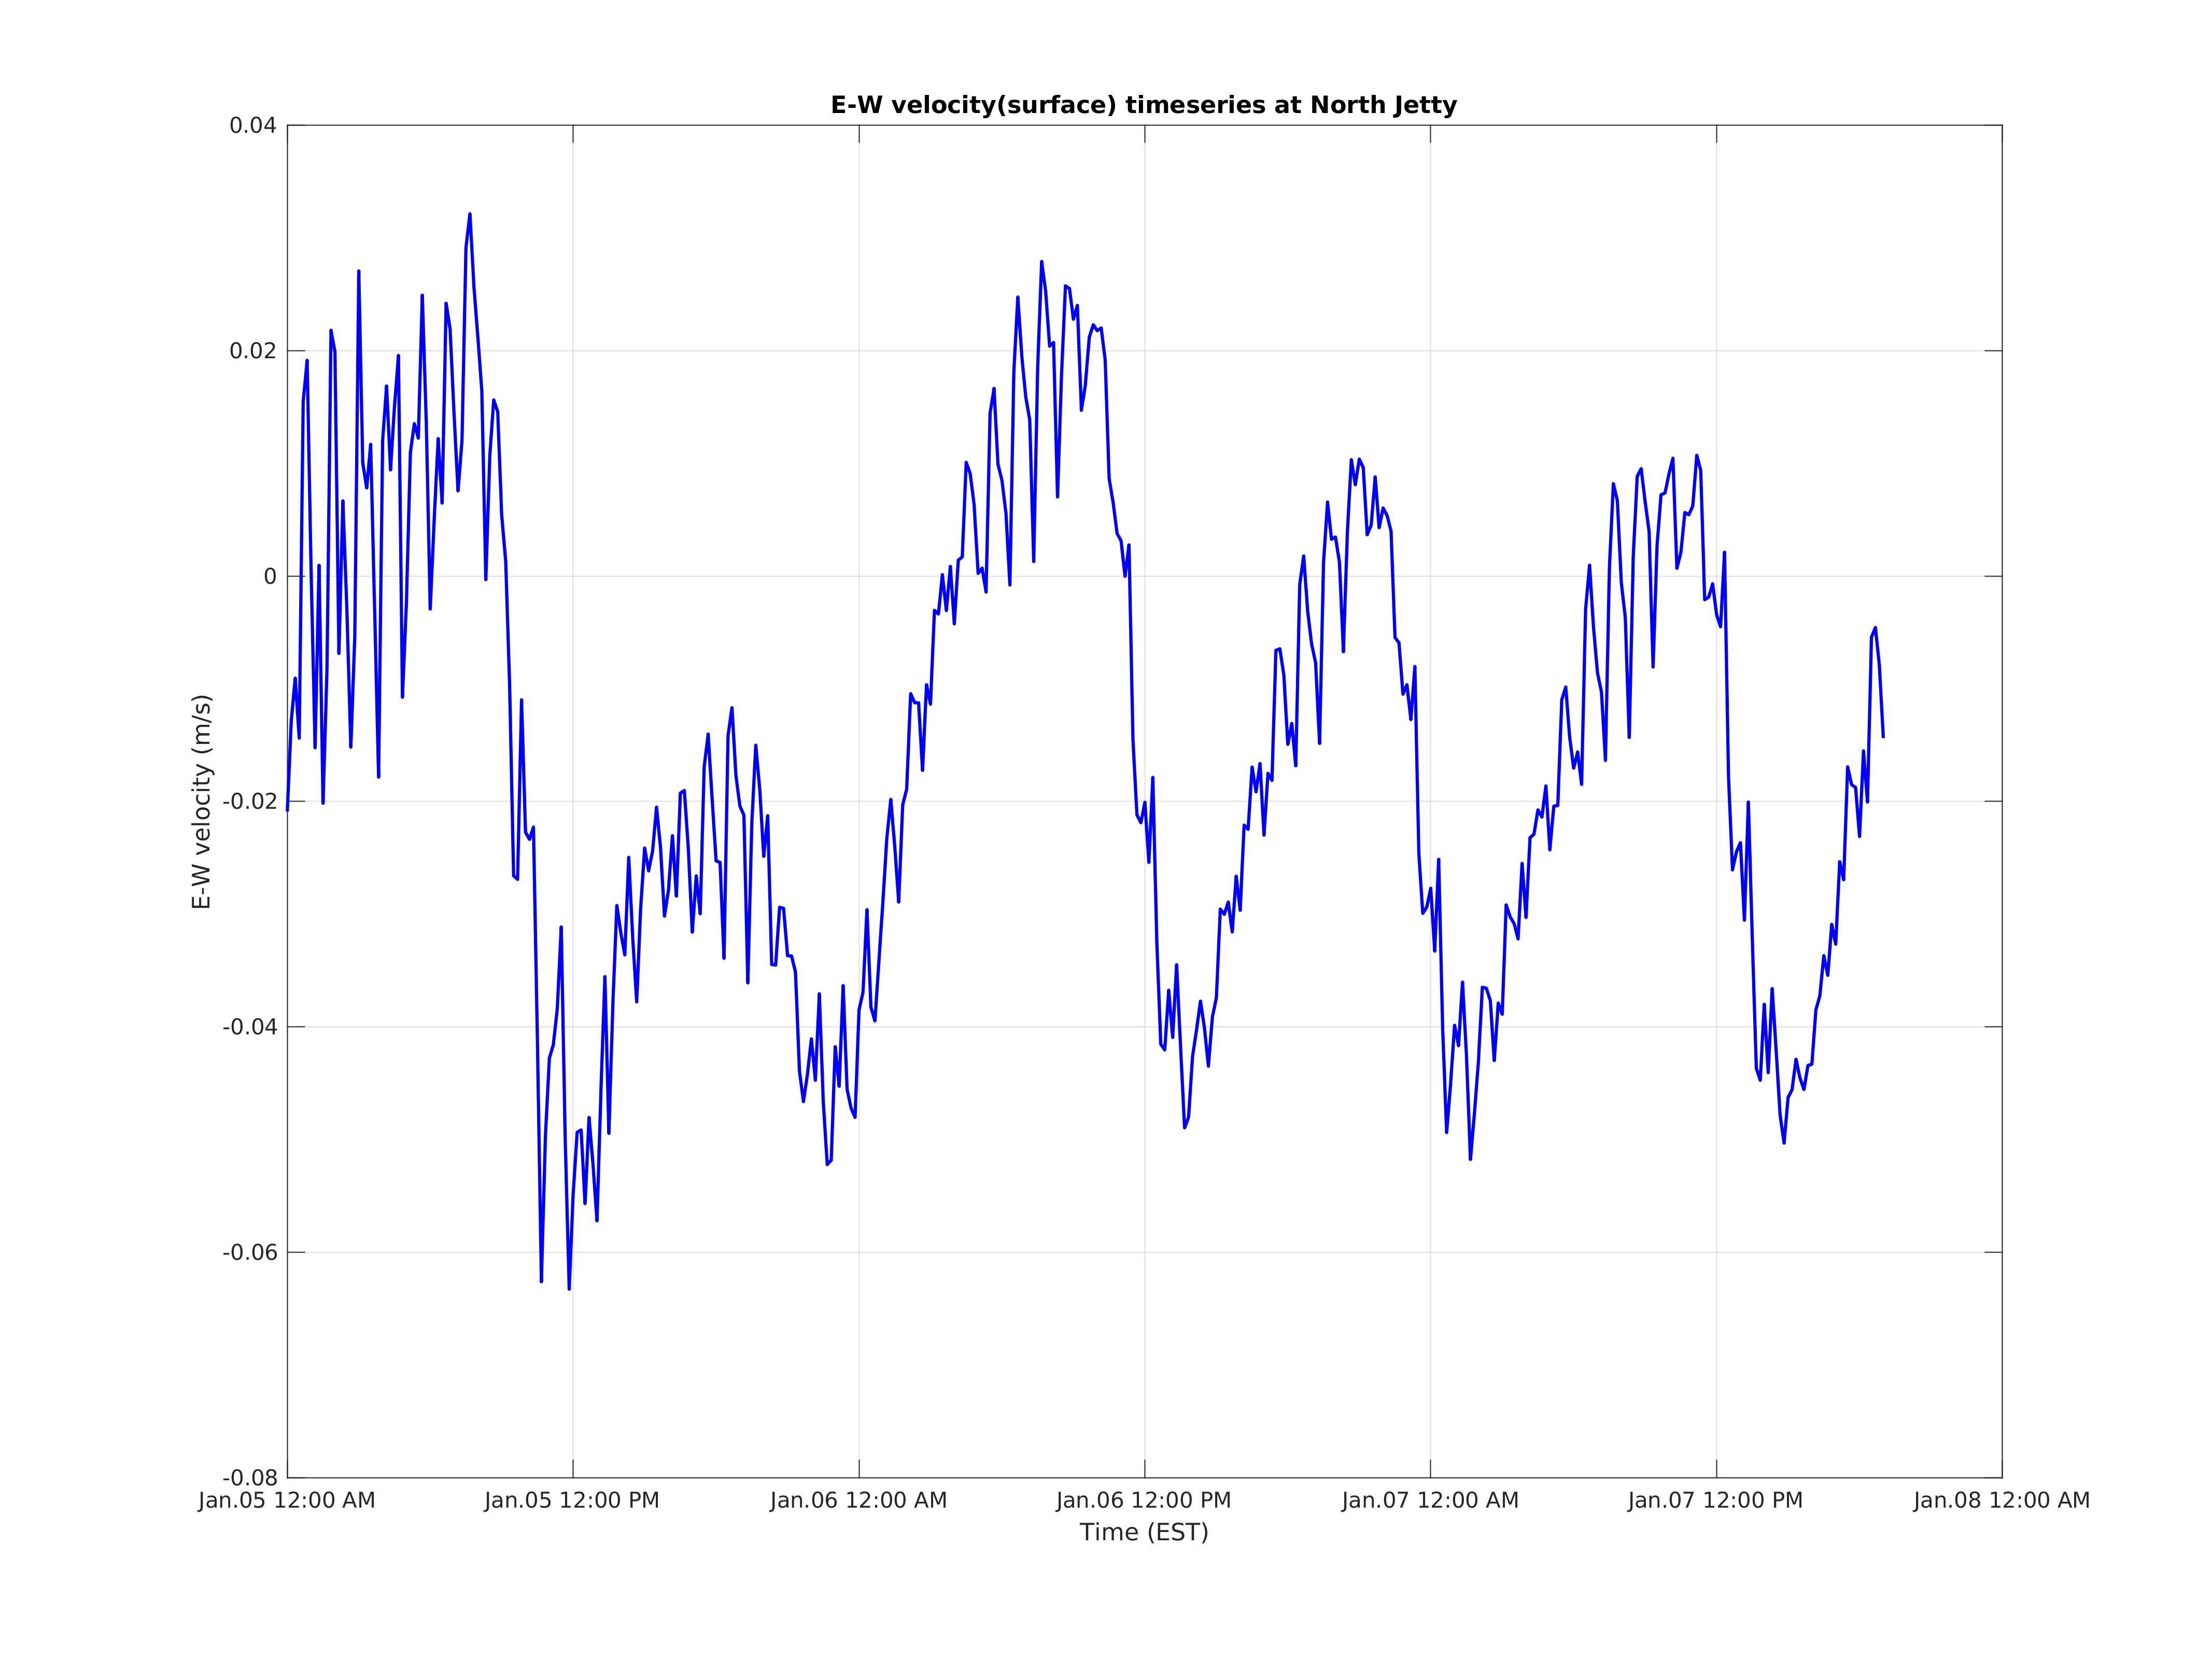 E-W velocity(surface) timeseries at North Jetty
0.04
0.02
0
-0.02
-0.04
-0.06
-0.08
E-W velocity (m/s)
Jan.05 12:00 AM
Jan.05 12:00 PM
Jan.06 12:00 AM
Jan.06 12:00 PM
Jan.07 12:00 AM
Jan.07 12:00 PM
Jan.08 12:00 AM
Time (EST)